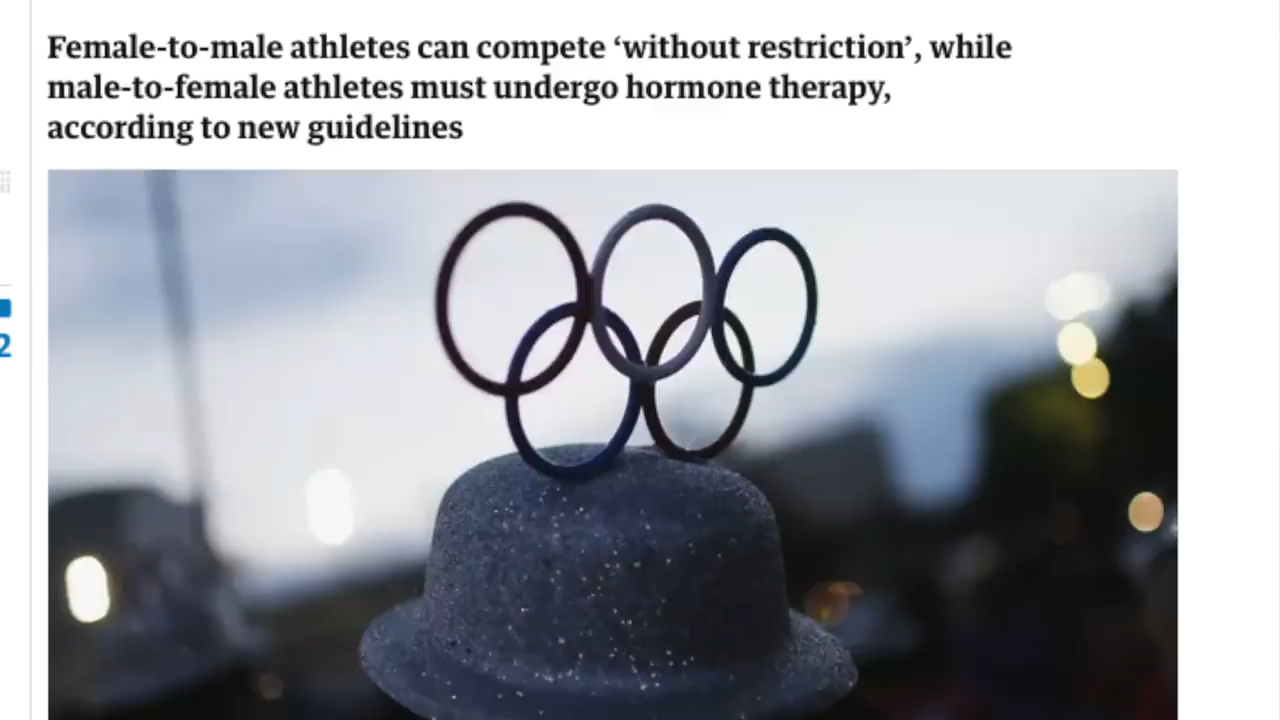 Female-to-male athletes can compete ‘without restriction’, while
male-to-female athletes must undergo hormone therapy,
according to new guidelines
2